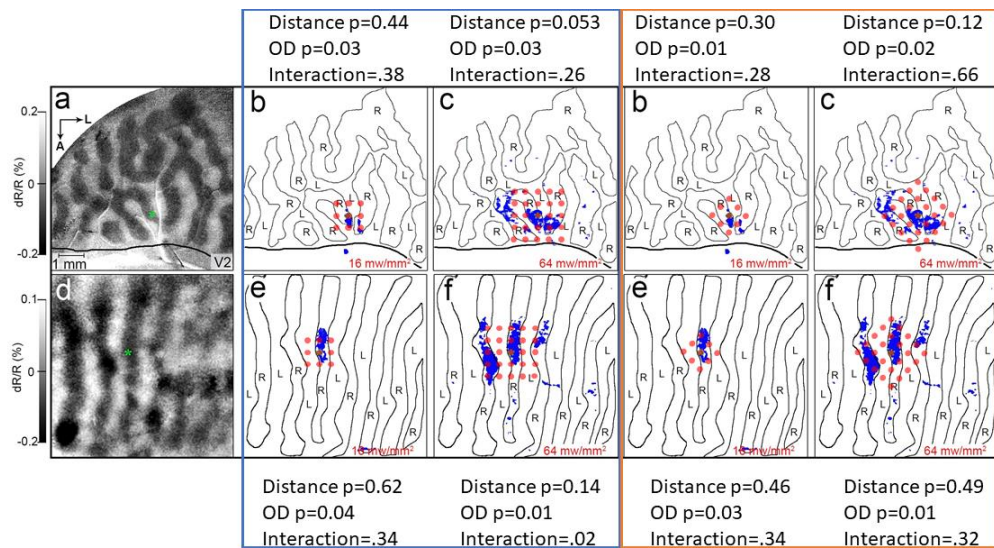 Distance p=0.44
OD p=0.03
Interaction=.38
Distance p=0.053
OD p=0.03
Interaction=.26
Distance p=0.30
OD p=0.01
Interaction=.28
Distance p=0.12
OD p=0.02
Interaction=.66
dR/R (%)
0.2
0
-0.2
a
L
A
*
1 mm
V2
b
R
R
L
R
L
R
L
R
R
L
R
R
16 mw/mm²
c
R
R
L
R
L
R
L
R
R
L
R
R
64 mw/mm²
b
R
R
L
R
L
R
L
R
R
L
R
R
16 mw/mm²
c
R
R
L
R
L
R
L
R
R
L
R
R
64 mw/mm²
dR/R (%)
0.1
0
-0.2
d
*
e
L
L
R
L
R
L
R
L
R
R
16 mw/mm²
f
L
L
R
L
R
L
R
L
R
R
64 mw/mm²
e
L
L
R
L
R
L
R
L
R
R
16 mw/mm²
f
L
L
R
L
R
L
R
L
R
R
64 mw/mm²
Distance p=0.62
OD p=0.04
Interaction=.34
Distance p=0.14
OD p=0.01
Interaction=.02
Distance p=0.46
OD p=0.03
Interaction=.34
Distance p=0.49
OD p=0.01
Interaction=.32